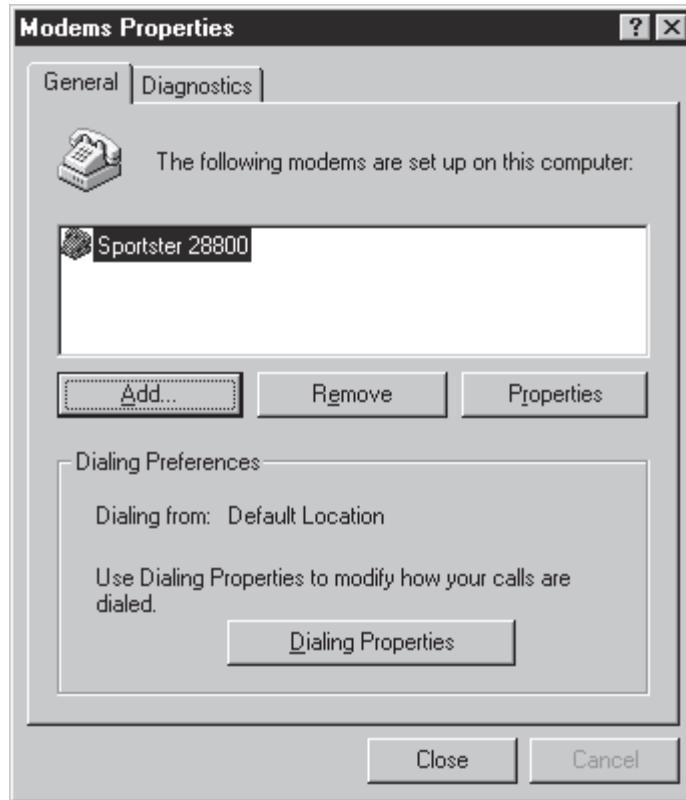 Modems Properties
General
Diagnostics
The following modems are set up on this computer:
Sportster 28800
Add...
Remove
Properties
Dialing Preferences
Dialing from: Default Location
Use Dialing Properties to modify how your calls are
dialed.
Dialing Properties
Close
Cancel